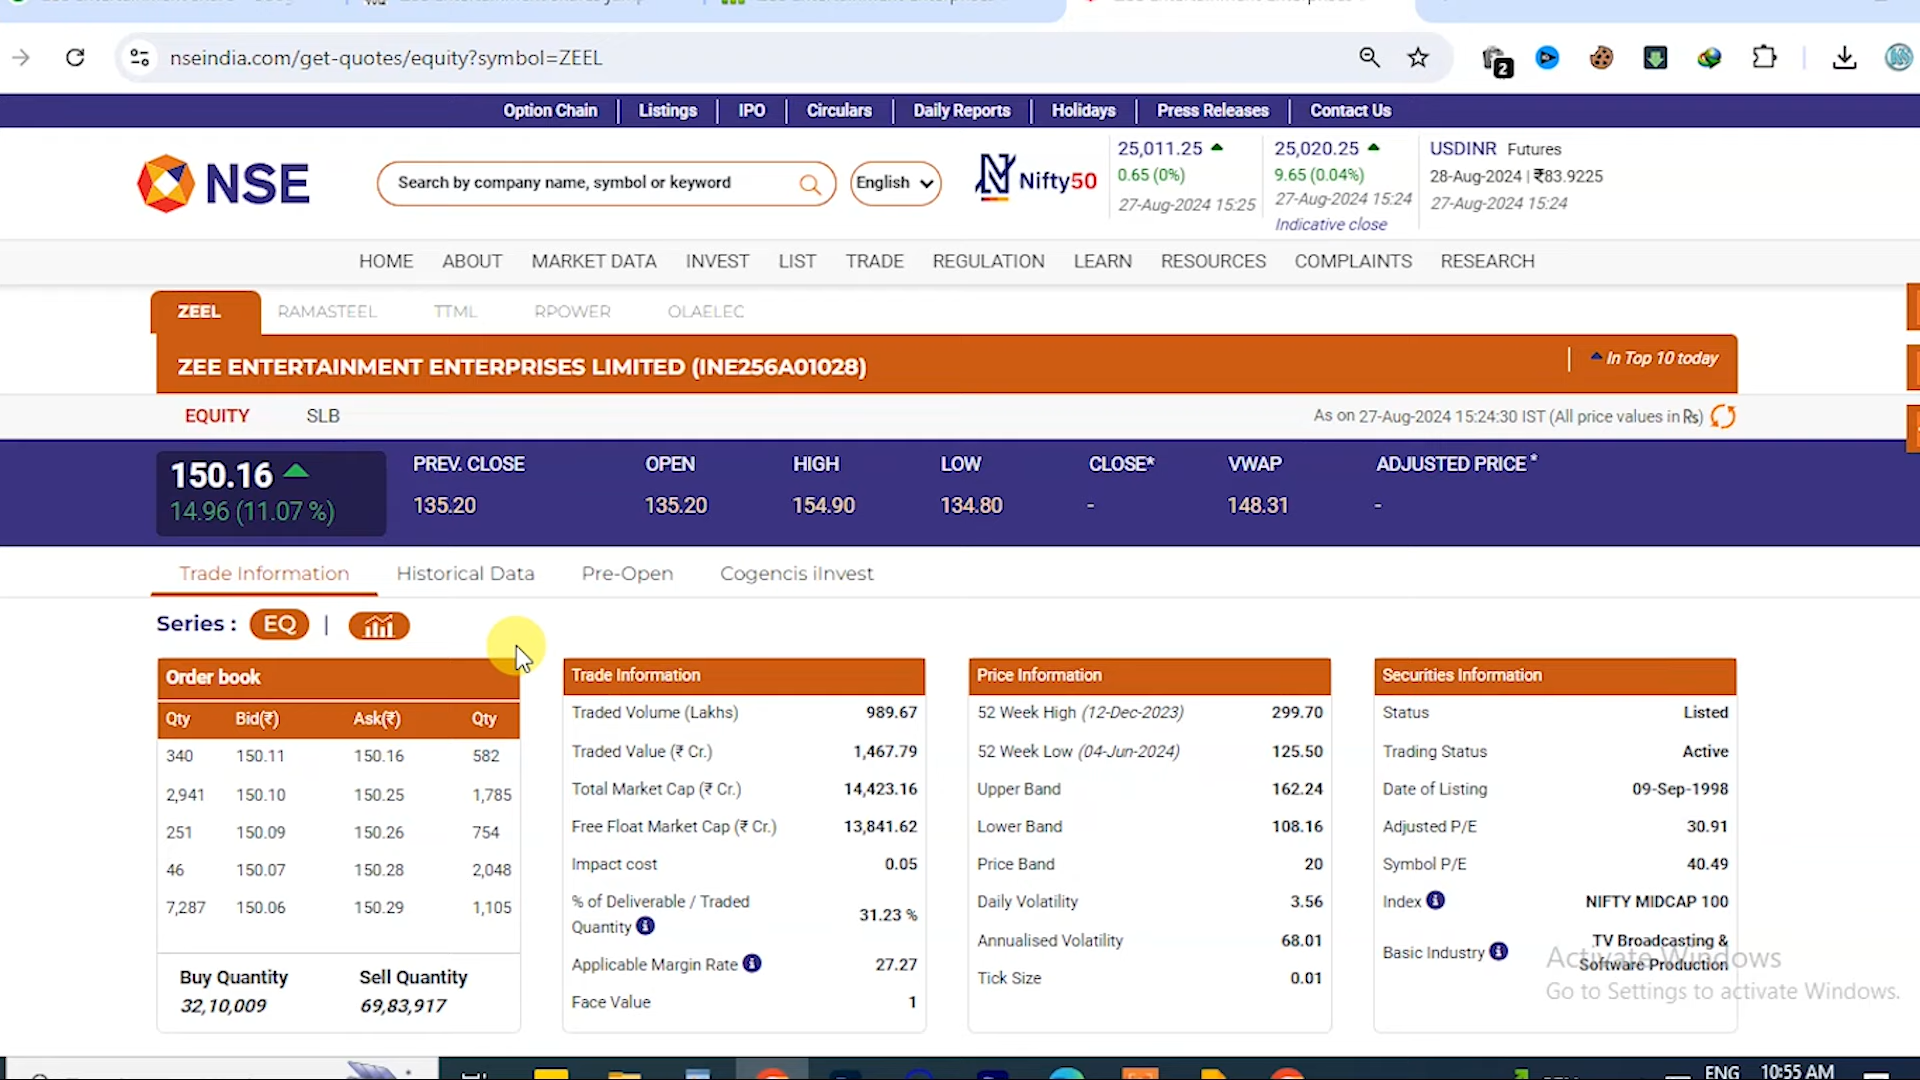 nseindia.com/get-quotes/equity?symbol=ZEEL
2
Option Chain | Listings | IPO | Circulars | Daily Reports | Holidays | Press Releases | Contact Us
NSE
Search by company name, symbol or keyword
English
Nifty50
25,011.25
0.65 (0%)
27-Aug-2024 15:25
25,020.25
9.65 (0.04%)
27-Aug-2024 15:24
Indicative close
USDINR Futures
28-Aug-2024 | ₹83.9225
27-Aug-2024 15:24
HOME ABOUT MARKET DATA INVEST LIST TRADE REGULATION LEARN RESOURCES COMPLAINTS RESEARCH
ZEEL RAMASTEEL TTML RPOWER OLAELEC
ZEE ENTERTAINMENT ENTERPRISES LIMITED (INE256A01028)
In Top 10 today
EQUITY SLB
As on 27-Aug-2024 15:24:30 IST (All price values in ₨)
150.16
14.96 (11.07 %)
PREV. CLOSE OPEN HIGH LOW CLOSE* VWAP ADJUSTED PRICE *
135.20 135.20 154.90 134.80 - 148.31 -
Trade Information Historical Data Pre-Open Cogencis iInvest
Series : EQ |
Order book
Qty Bid(₹) Ask(₹) Qty
340 150.11 150.16 582
2,941 150.10 150.25 1,785
251 150.09 150.26 754
46 150.07 150.28 2,048
7,287 150.06 150.29 1,105
Buy Quantity Sell Quantity
32,10,009 69,83,917
Trade Information
Traded Volume (Lakhs) 989.67
Traded Value (₹ Cr.) 1,467.79
Total Market Cap (₹ Cr.) 14,423.16
Free Float Market Cap (₹ Cr.) 13,841.62
Impact cost 0.05
% of Deliverable / Traded
Quantity 31.23 %
Applicable Margin Rate 27.27
Face Value 1
Price Information
52 Week High (12-Dec-2023) 299.70
52 Week Low (04-Jun-2024) 125.50
Upper Band 162.24
Lower Band 108.16
Price Band 20
Daily Volatility 3.56
Annualised Volatility 68.01
Tick Size 0.01
Securities Information
Status Listed
Trading Status Active
Date of Listing 09-Sep-1998
Adjusted P/E 30.91
Symbol P/E 40.49
Index NIFTY MIDCAP 100
Basic Industry TV Broadcasting &
Software Production
Activate Windows
Go to Settings to activate Windows.
ENG 10:55 AM